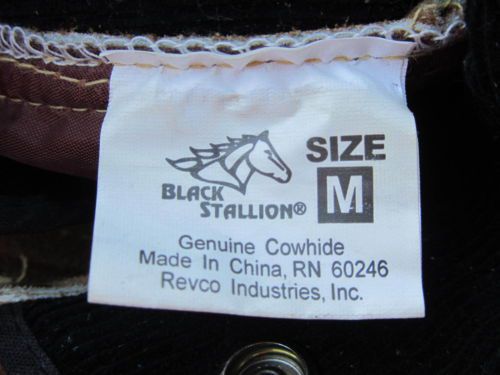 SIZE
M
BLACK
STALLION®
Genuine Cowhide
Made In China, RN 60246
Revco Industries, Inc.